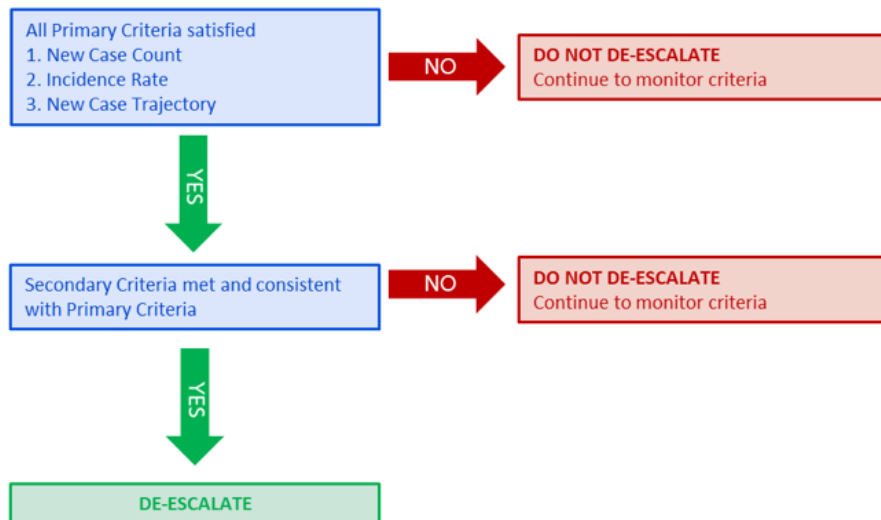 All Primary Criteria satisfied
1. New Case Count
2. Incidence Rate
3. New Case Trajectory
NO
DO NOT DE-ESCALATE
Continue to monitor criteria
YES
Secondary Criteria met and consistent
with Primary Criteria
NO
DO NOT DE-ESCALATE
Continue to monitor criteria
YES
DE-ESCALATE